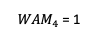 WAM₄ = 1